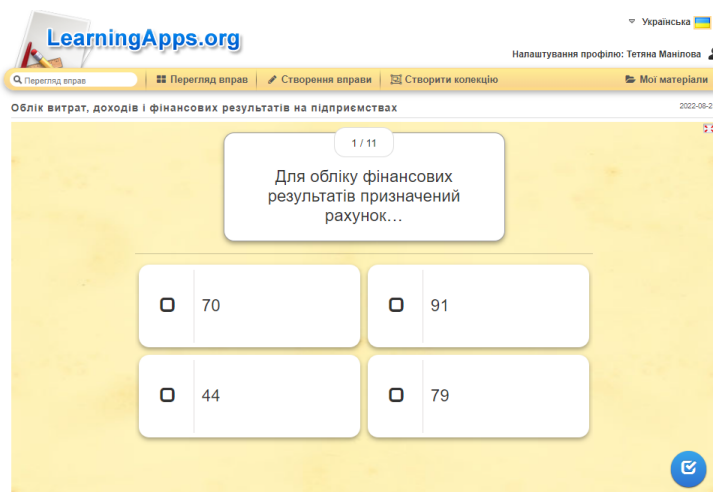 Українська
LearningApps.org
Налаштування профілю: Тетяна Манілова
Перегляд вправ
Перегляд вправ
Створення вправи
Створити колекцію
Мої матеріали
Облік витрат, доходів і фінансових результатів на підприємствах
2022-08-2
1 / 11
Для обліку фінансових
результатів призначений
рахунок…
70
91
44
79